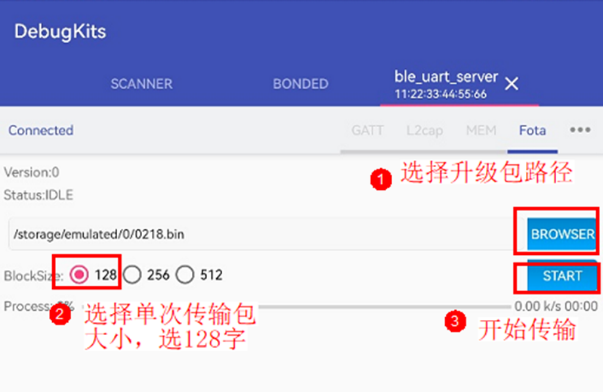 DebugKits
SCANNER
BONDED
ble_uart_server
11:22:33:44:55:66
Connected
GATT
L2cap
MEM
Fota
Version:0
Status:IDLE
1 选择升级包路径
/storage/emulated/0/0218.bin
BROWSER
BlockSize: 128 256 512
START
Process: 0.00 k/s 00:00
2 选择单次传输包
大小，选128字
3 开始传输